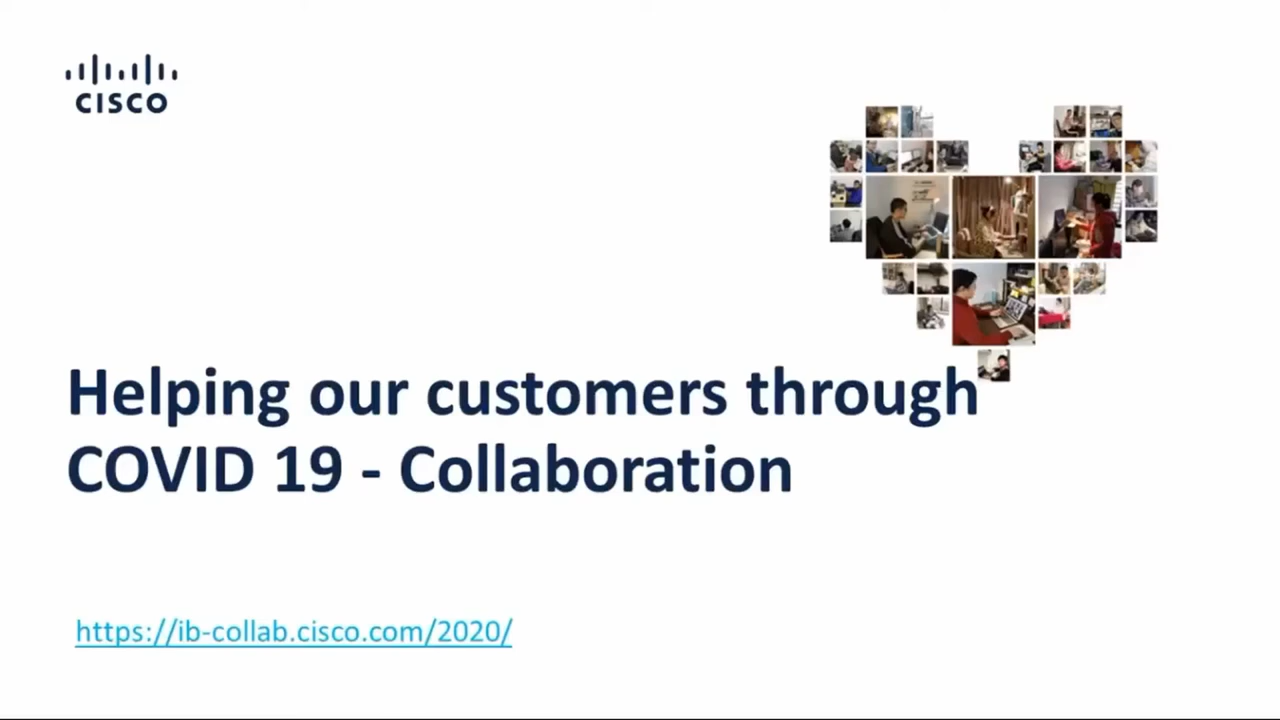 CISCO
Helping our customers through
COVID 19 - Collaboration
https://ib-collab.cisco.com/2020/